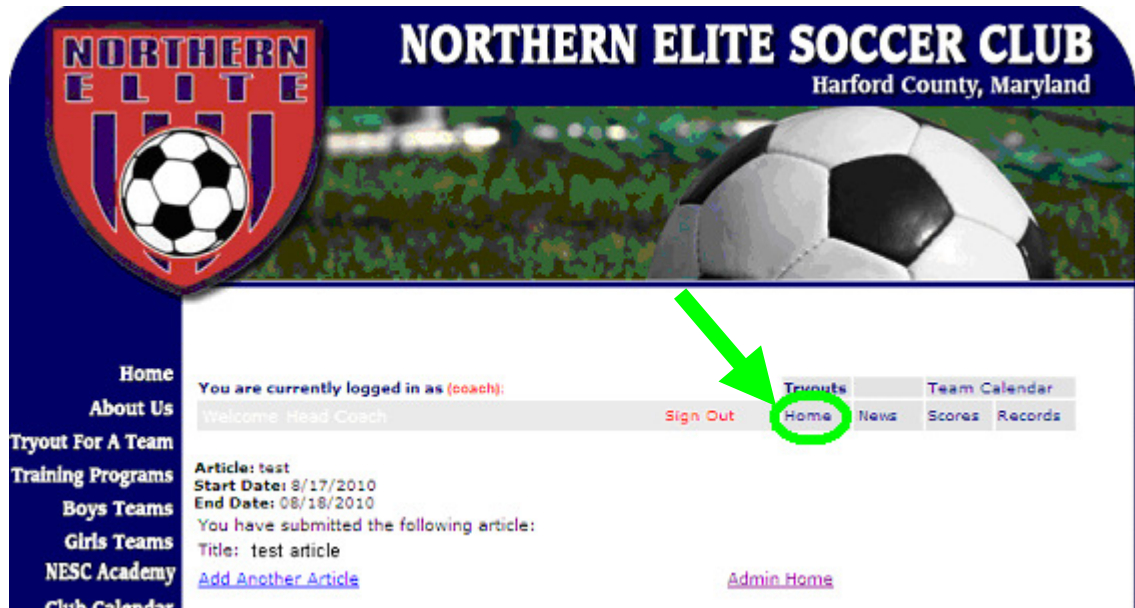 NORTHERN
ELITE
NORTHERN ELITE SOCCER CLUB
Harford County, Maryland
Home
About Us
Tryout For A Team
Training Programs
Boys Teams
Girls Teams
NESC Academy
Club Calendar
You are currently logged in as (coach):
Tryouts Team Calendar
Welcome Head Coach Sign Out Home News Scores Records
Article: test
Start Date: 8/17/2010
End Date: 08/18/2010
You have submitted the following article:
Title: test article
Add Another Article Admin Home